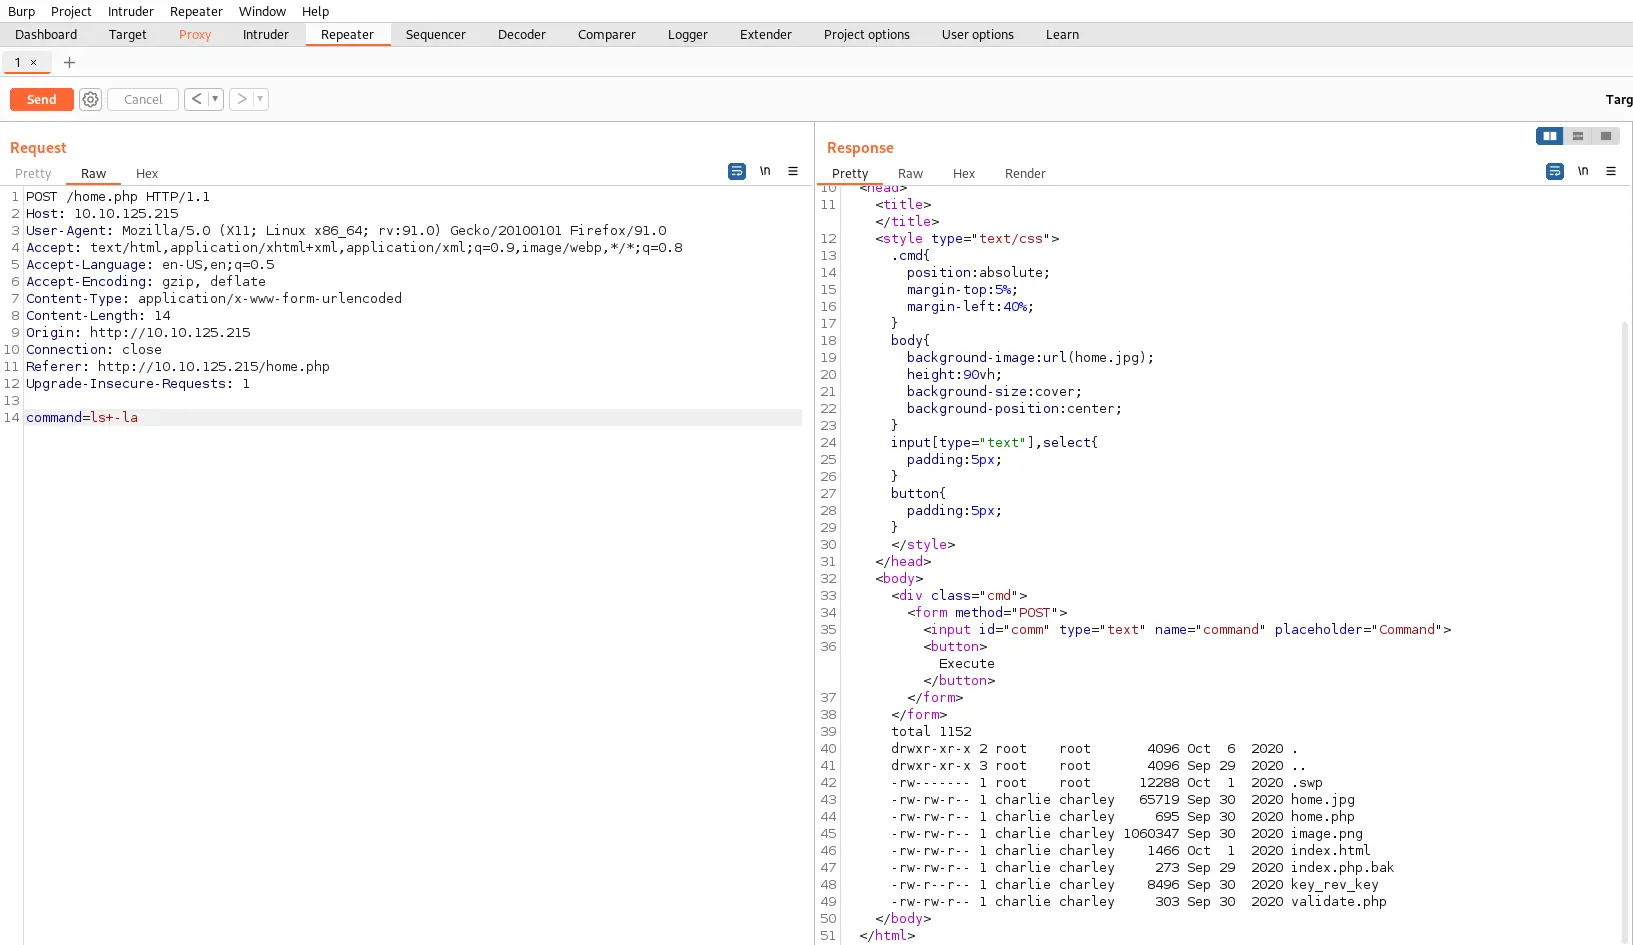 Burp Project Intruder Repeater Window Help
Dashboard Target Proxy Intruder Repeater Sequencer Decoder Comparer Logger Extender Project options User options Learn
1 × +
Send Cancel < ▾ > ▾ Targ
Request
Pretty Raw Hex \n ≡
1 POST /home.php HTTP/1.1
2 Host: 10.10.125.215
3 User-Agent: Mozilla/5.0 (X11; Linux x86_64; rv:91.0) Gecko/20100101 Firefox/91.0
4 Accept: text/html,application/xhtml+xml,application/xml;q=0.9,image/webp,*/*;q=0.8
5 Accept-Language: en-US,en;q=0.5
6 Accept-Encoding: gzip, deflate
7 Content-Type: application/x-www-form-urlencoded
8 Content-Length: 14
9 Origin: http://10.10.125.215
10 Connection: close
11 Referer: http://10.10.125.215/home.php
12 Upgrade-Insecure-Requests: 1
13
14 command=ls+-la
Response
Pretty Raw Hex Render \n ≡
10 <head>
11 <title>
</title>
12 <style type="text/css">
13 .cmd{
14 position:absolute;
15 margin-top:5%;
16 margin-left:40%;
17 }
18 body{
19 background-image:url(home.jpg);
20 height:90vh;
21 background-size:cover;
22 background-position:center;
23 }
24 input[type="text"],select{
25 padding:5px;
26 }
27 button{
28 padding:5px;
29 }
30 </style>
31 </head>
32 <body>
33 <div class="cmd">
34 <form method="POST">
35 <input id="comm" type="text" name="command" placeholder="Command">
36 <button>
Execute
</button>
37 </form>
38 </form>
39 total 1152
40 drwxr-xr-x 2 root root 4096 Oct 6 2020 .
41 drwxr-xr-x 3 root root 4096 Sep 29 2020 ..
42 -rw------- 1 root root 12288 Oct 1 2020 .swp
43 -rw-rw-r-- 1 charlie charley 65719 Sep 30 2020 home.jpg
44 -rw-rw-r-- 1 charlie charley 695 Sep 30 2020 home.php
45 -rw-rw-r-- 1 charlie charley 1060347 Sep 30 2020 image.png
46 -rw-rw-r-- 1 charlie charley 1466 Oct 1 2020 index.html
47 -rw-rw-r-- 1 charlie charley 273 Sep 29 2020 index.php.bak
48 -rw-r--r-- 1 charlie charley 8496 Sep 30 2020 key_rev_key
49 -rw-rw-r-- 1 charlie charley 303 Sep 30 2020 validate.php
50 </body>
51 </html>